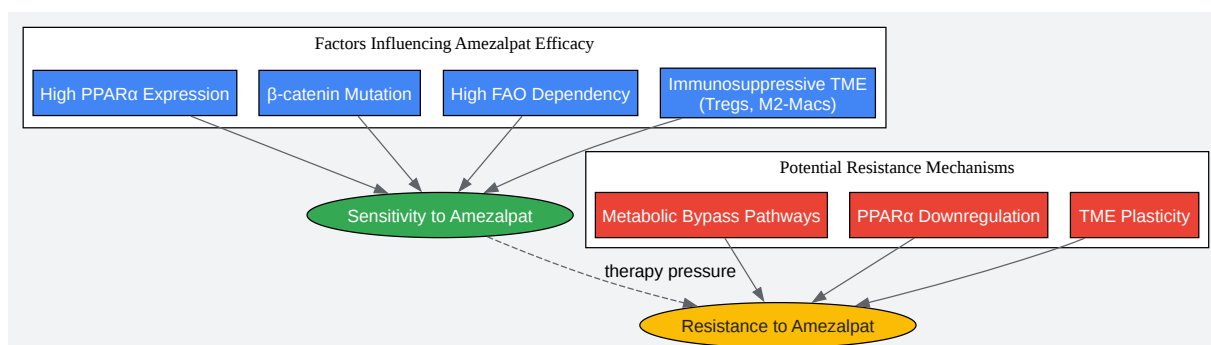 Factors Influencing Amezalpat Efficacy
High PPARα Expression
β-catenin Mutation
High FAO Dependency
Immunosuppressive TME
(Tregs, M2-Macs)
Potential Resistance Mechanisms
Metabolic Bypass Pathways
PPARα Downregulation
TME Plasticity
Sensitivity to Amezalpat
therapy pressure
Resistance to Amezalpat